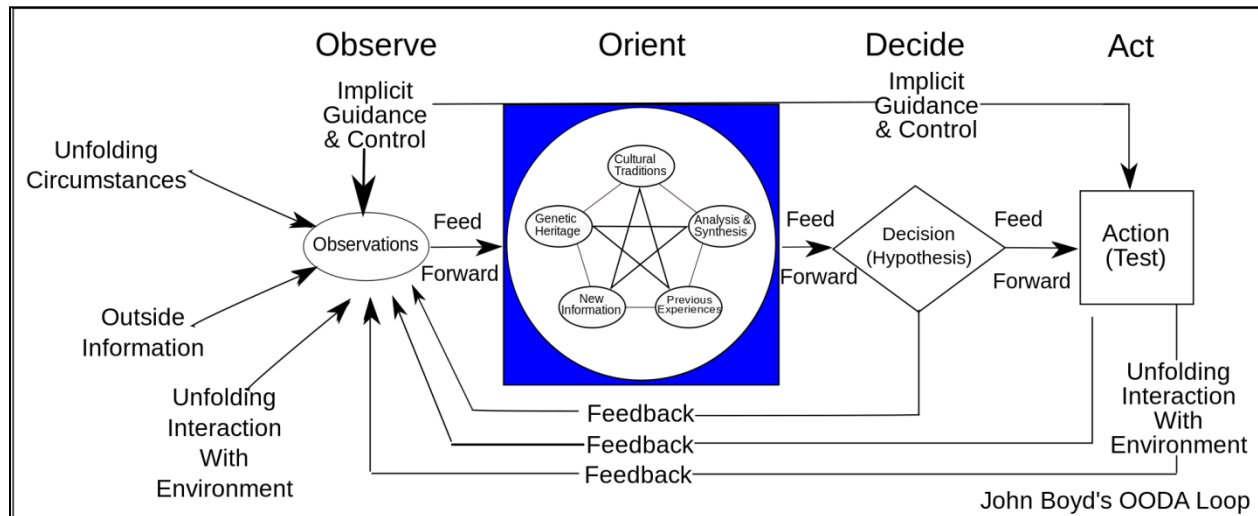 Observe
Orient
Decide
Act
Implicit
Guidance
& Control
Implicit
Guidance
& Control
Unfolding
Circumstances
Observations
Outside
Information
Unfolding
Interaction
With
Environment
Feed
Forward
Cultural
Traditions
Genetic
Heritage
Analysis &
Synthesis
New
Information
Previous
Experiences
Feed
Forward
Decision
(Hypothesis)
Feed
Forward
Action
(Test)
Unfolding
Interaction
With
Environment
Feedback
Feedback
Feedback
John Boyd's OODA Loop